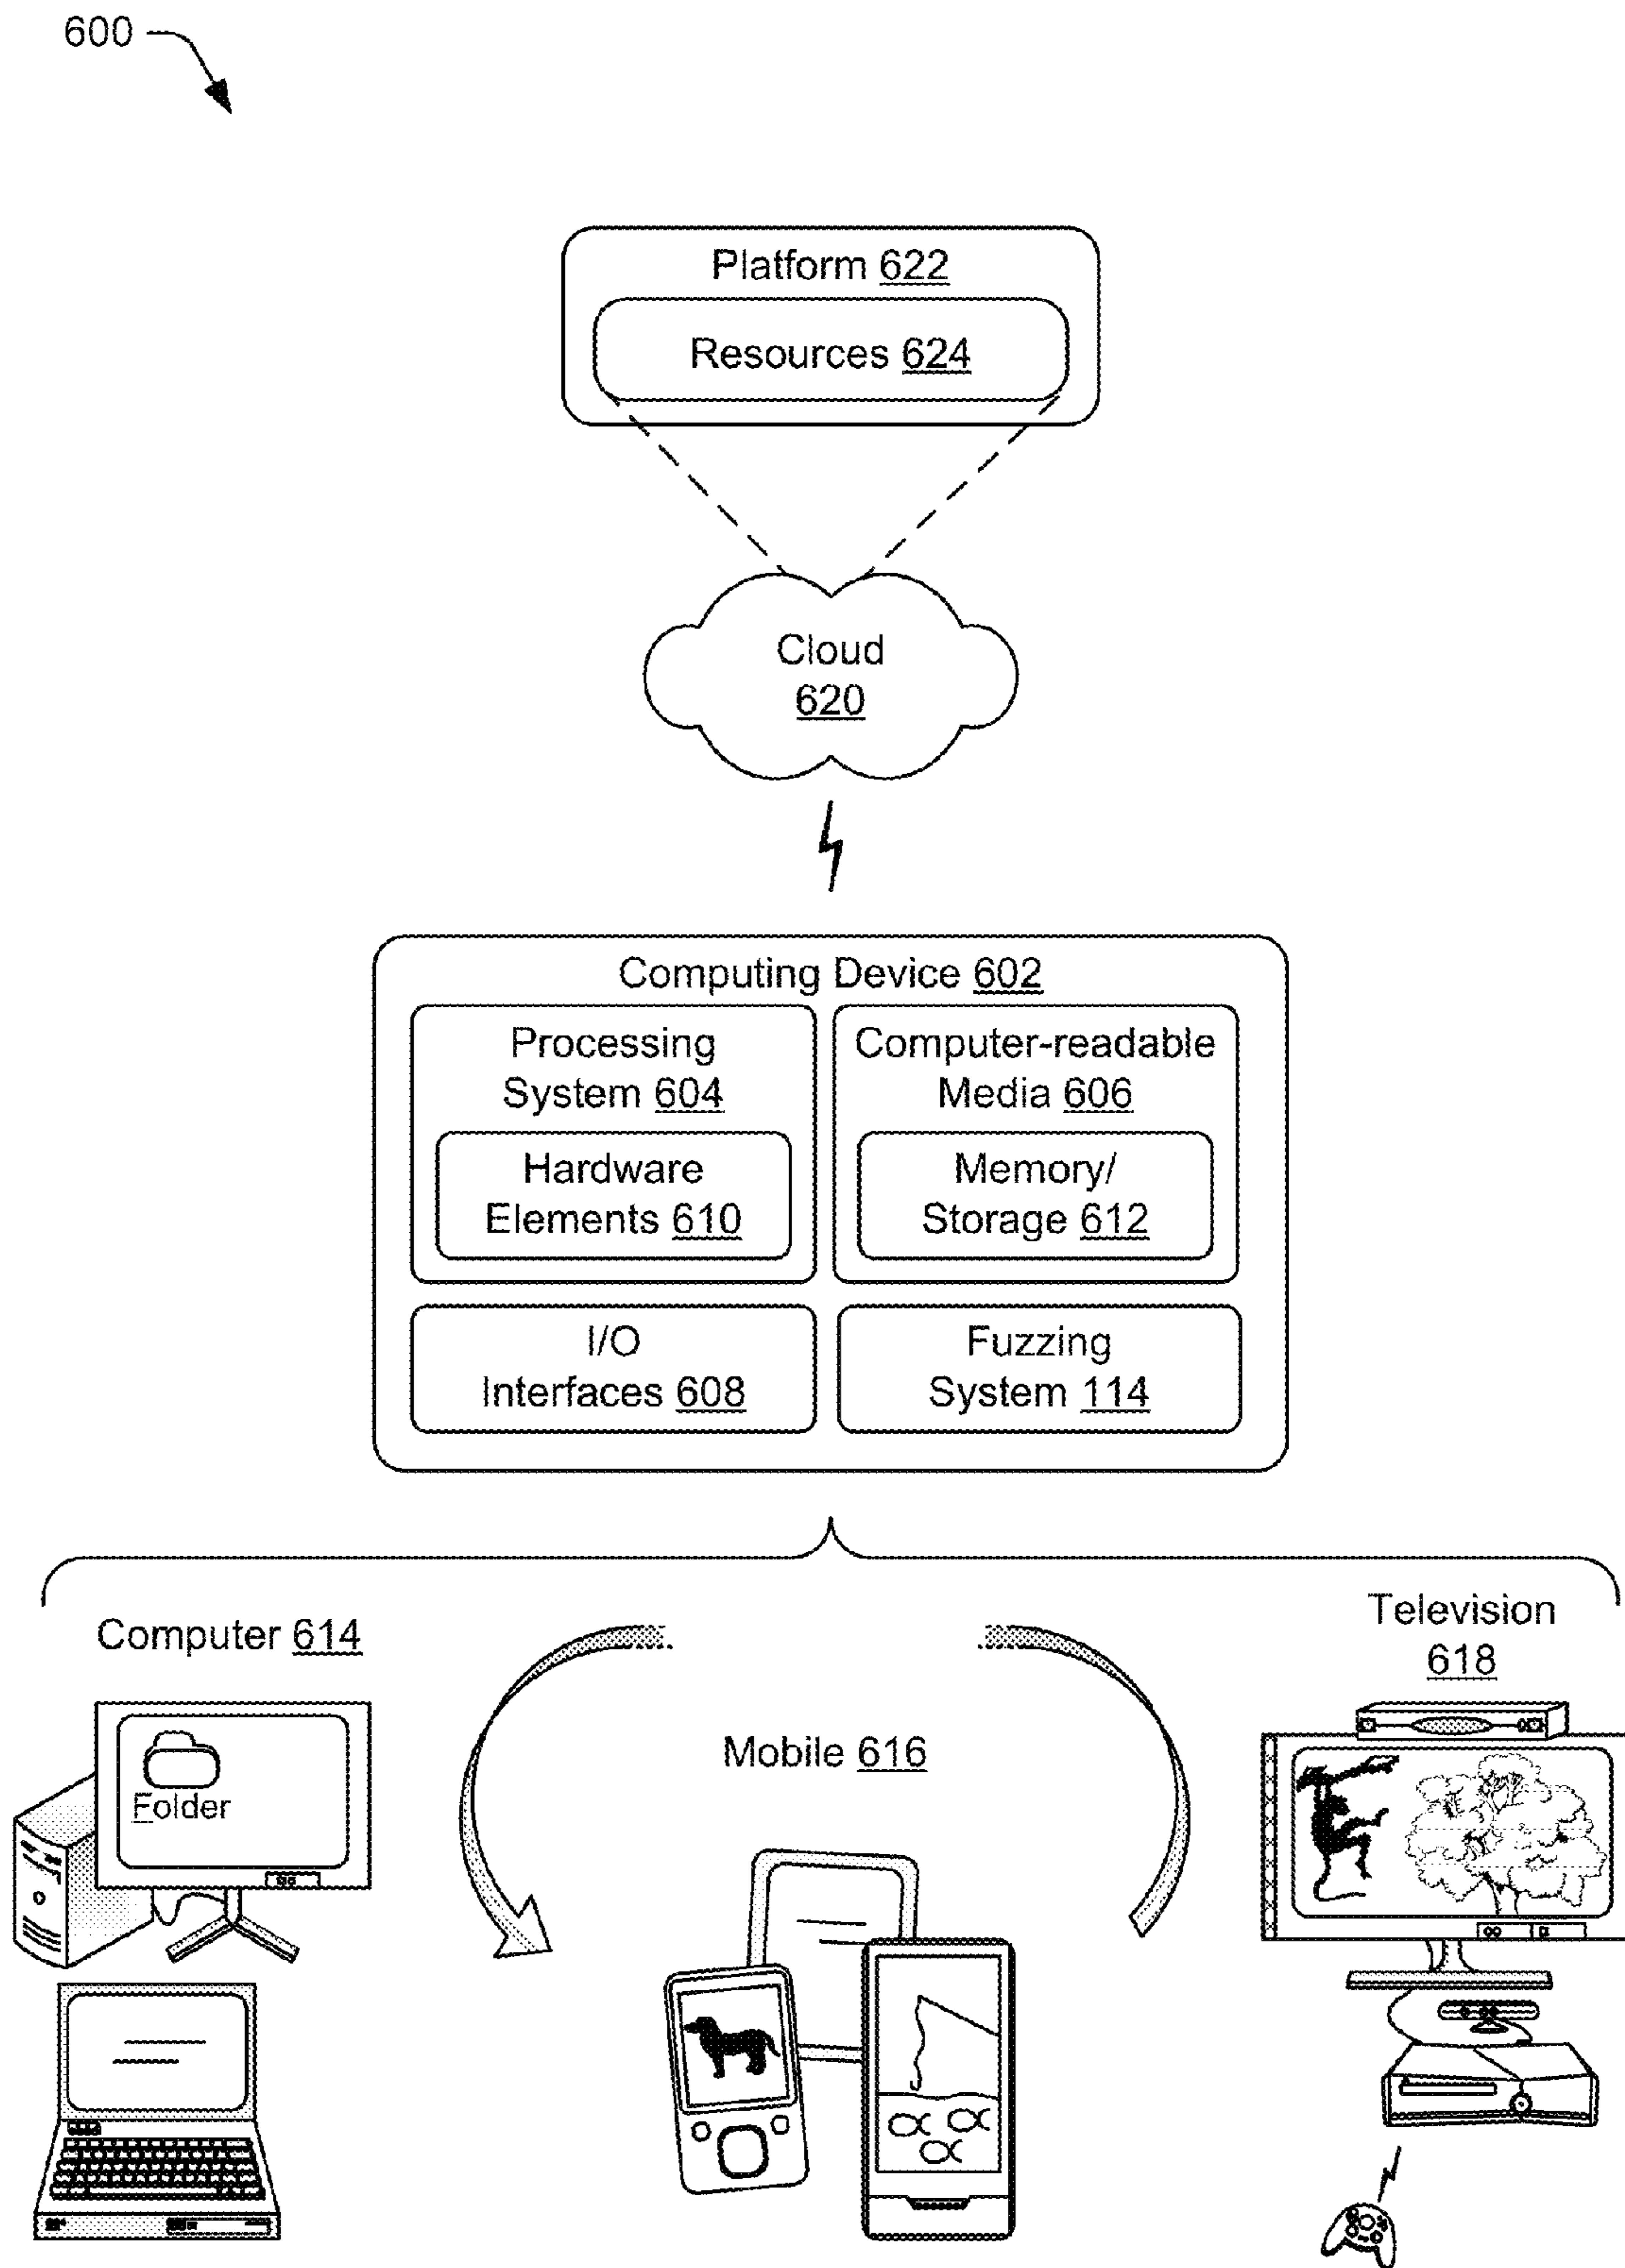 600
Platform 622
Resources 624
Cloud
620
Computing Device 602
Processing
System 604
Hardware
Elements 610
Computer-readable
Media 606
Memory/
Storage 612
I/O
Interfaces 608
Fuzzing
System 114
Computer 614
Folder
Mobile 616
Television
618